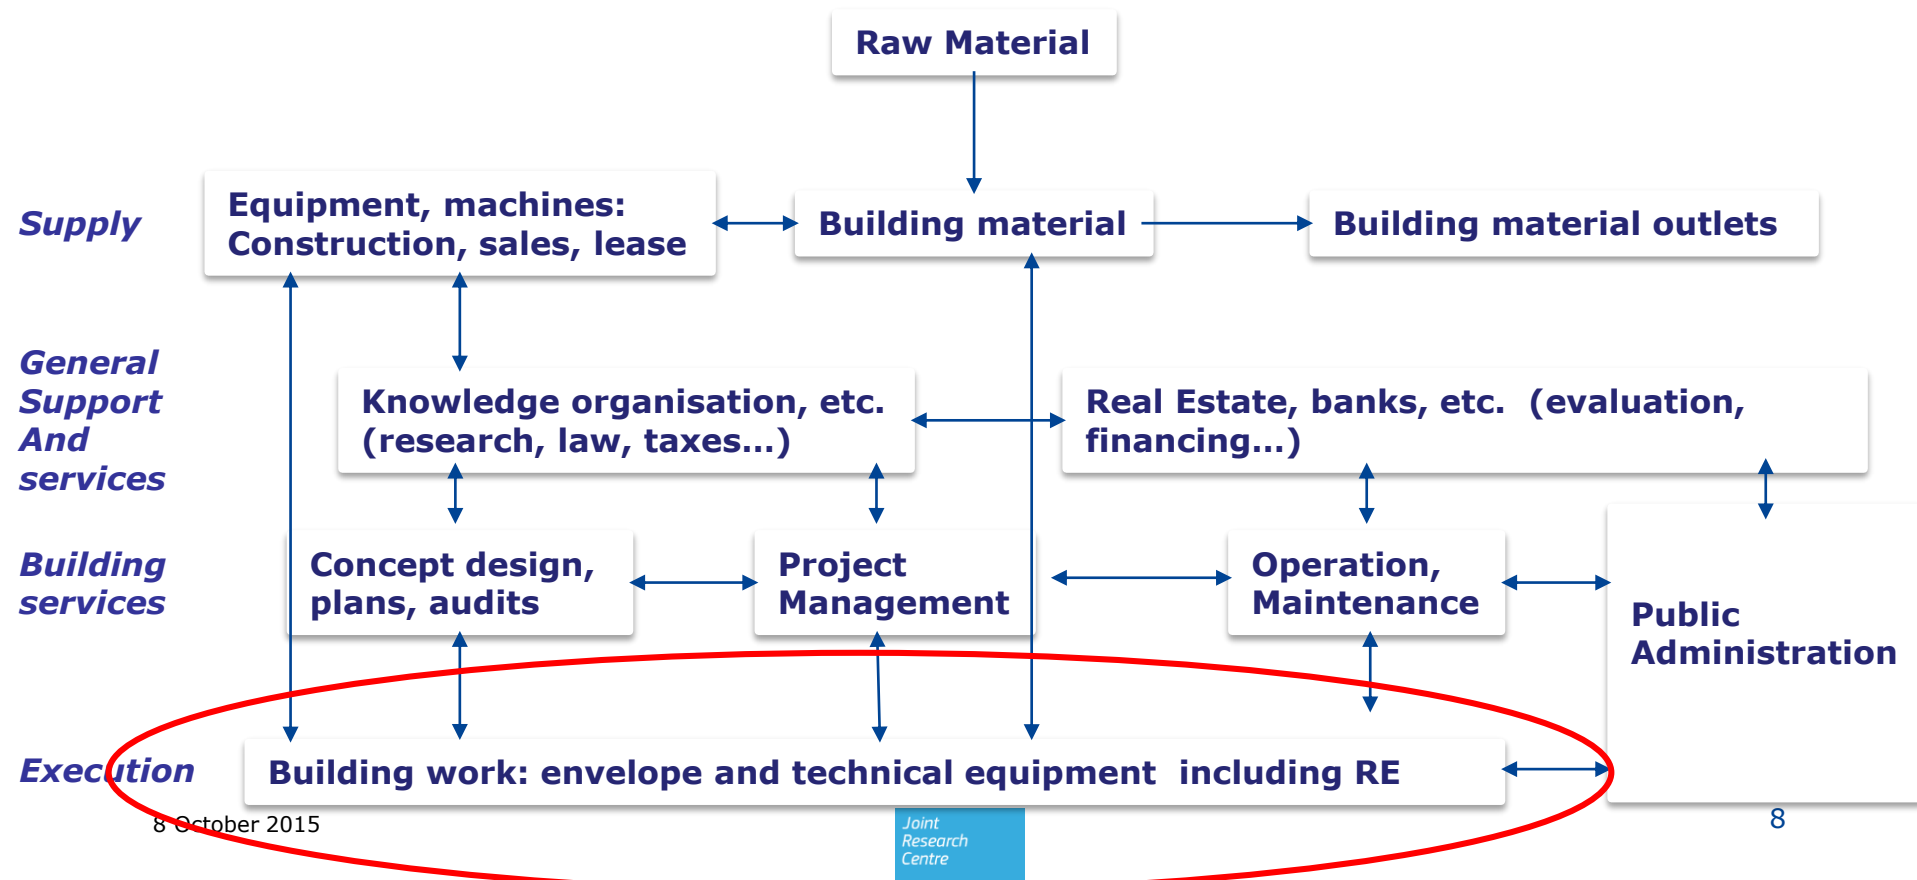 Raw Material
Supply
Equipment, machines:
Construction, sales, lease
Building material
Building material outlets
General
Support
And
services
Knowledge organisation, etc.
(research, law, taxes…)
Real Estate, banks, etc.  (evaluation,
financing…)
Building
services
Concept design,
plans, audits
Project
Management
Operation,
Maintenance
Public
Administration
Execution
Building work: envelope and technical equipment  including RE
8 October 2015
Joint
Research
Centre
8